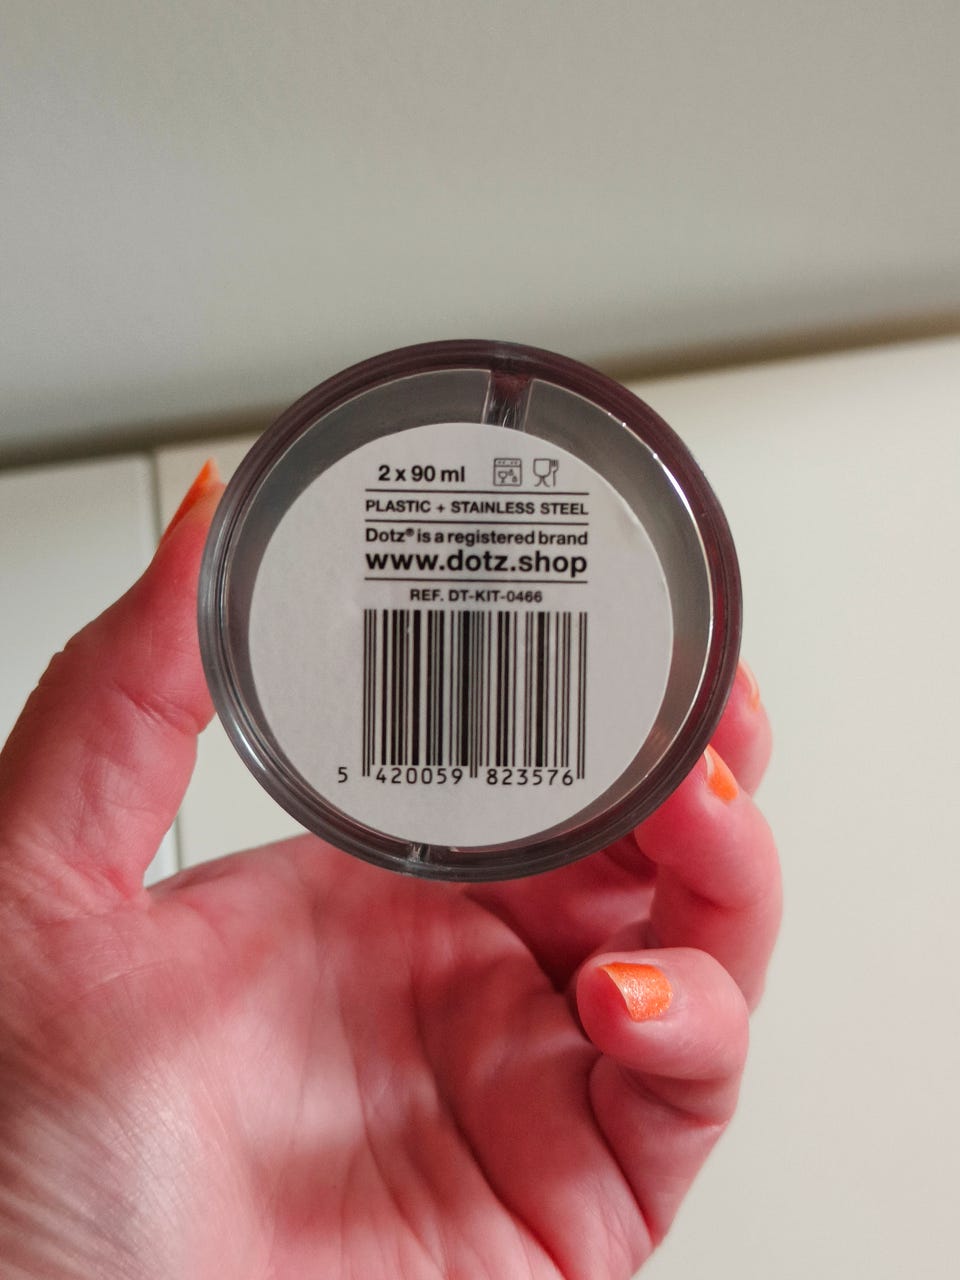 2 x 90 ml
PLASTIC + STAINLESS STEEL
Dotz® is a registered brand
www.dotz.shop
REF. DT-KIT-0466
5 420059 823576